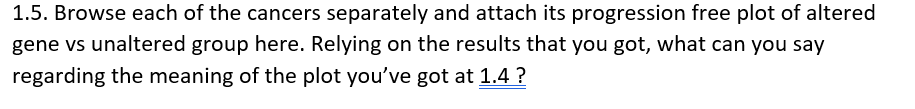 1.5. Browse each of the cancers separately and attach its progression free plot of altered
gene vs unaltered group here. Relying on the results that you got, what can you say
regarding the meaning of the plot you've got at 1.4 ?